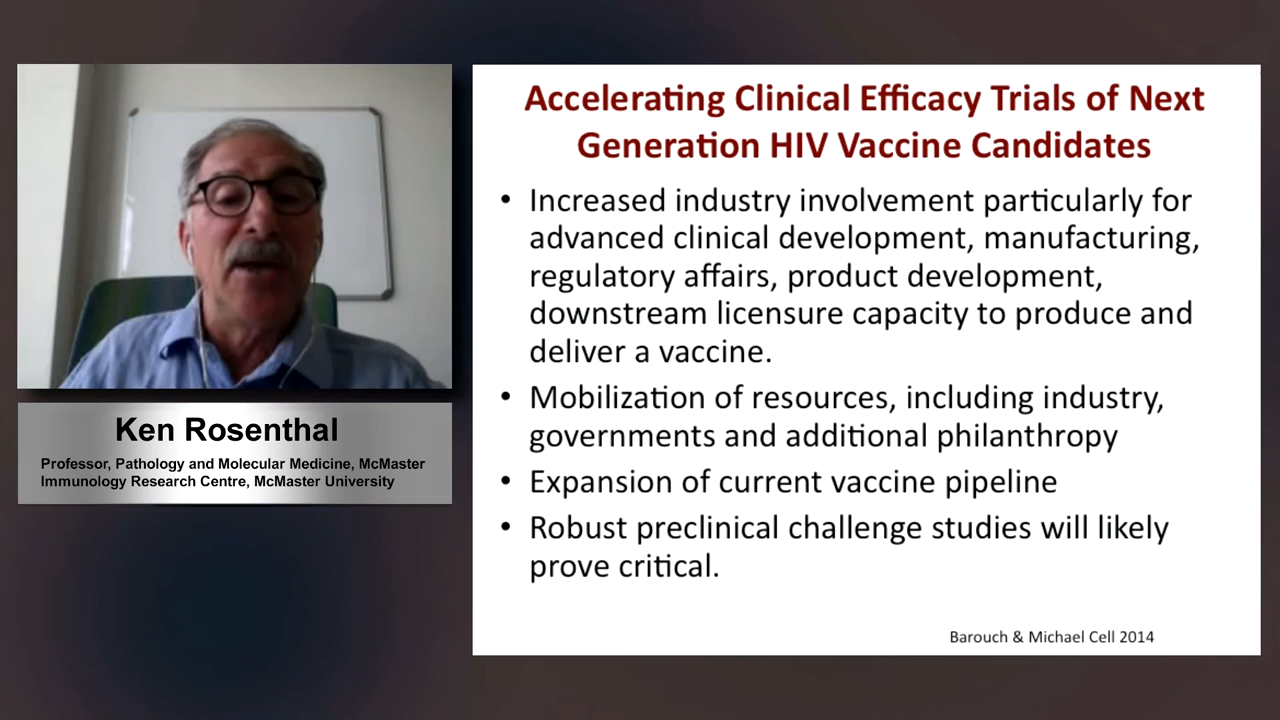 Ken Rosenthal
Professor, Pathology and Molecular Medicine, McMaster
Immunology Research Centre, McMaster University
Accelerating Clinical Efficacy Trials of Next
Generation HIV Vaccine Candidates
• Increased industry involvement particularly for
advanced clinical development, manufacturing,
regulatory affairs, product development,
downstream licensure capacity to produce and
deliver a vaccine.
• Mobilization of resources, including industry,
governments and additional philanthropy
• Expansion of current vaccine pipeline
• Robust preclinical challenge studies will likely
prove critical.
Barouch & Michael Cell 2014